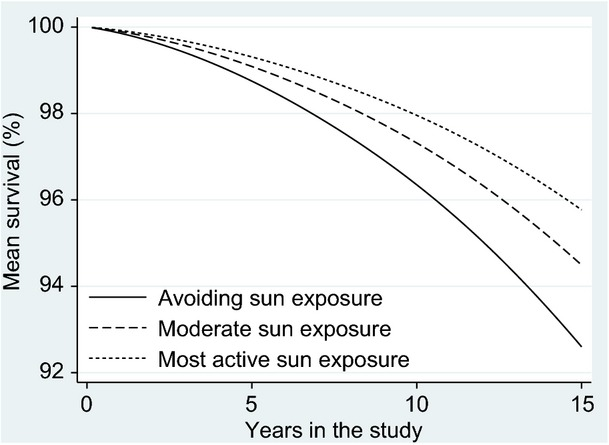 100
98
96
94
92
Mean survival (%)
Avoiding sun exposure
Moderate sun exposure
Most active sun exposure
0 5 10 15
Years in the study